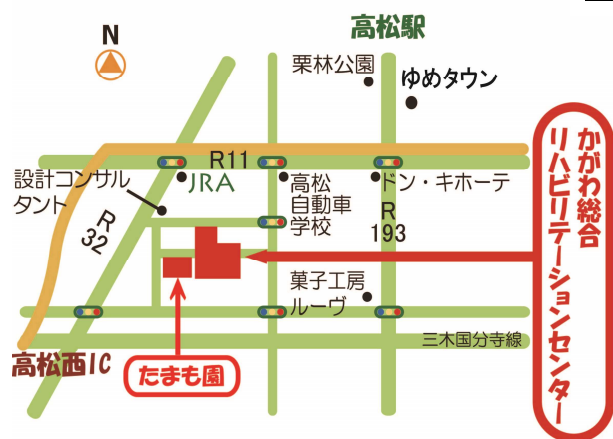 高松駅
N
栗林公園
ゆめタウン
R11
設計コンサル
タント
JRA
高松
自動車
学校
ドン・キホーテ
R
32
R
193
かがわ総合
リハビリテーションセンター
菓子工房
ルーヴ
三木国分寺線
高松西IC
たまも園